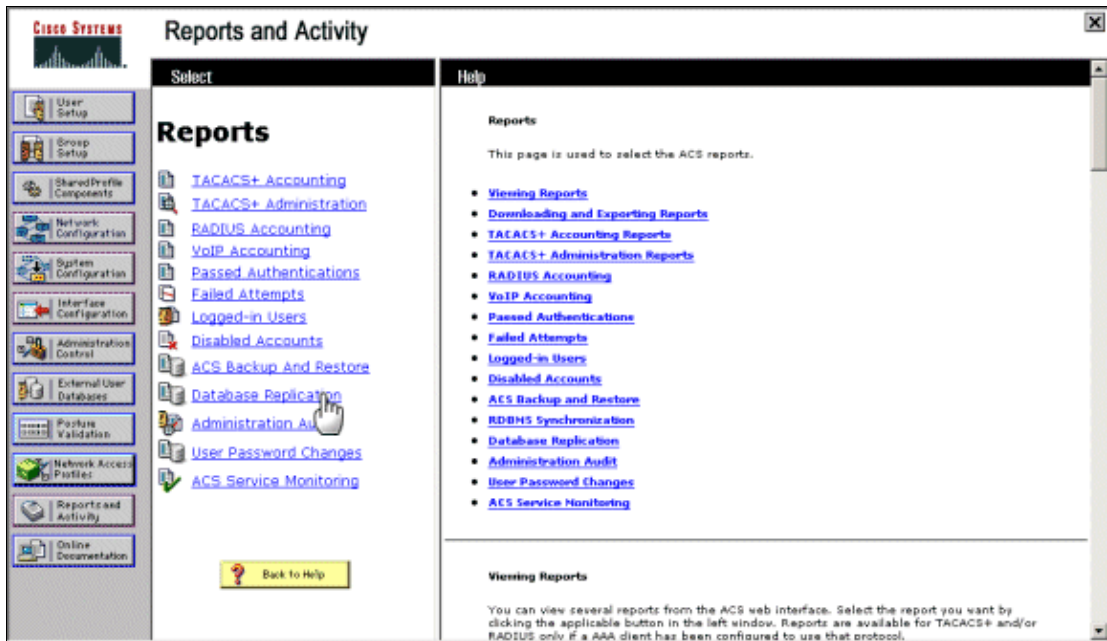 CISCO SYSTEMS
Reports and Activity
Select
Help
User
Setup
Group
Setup
Shared Profile
Components
Network
Configuration
System
Configuration
Interface
Configuration
Administration
Control
External User
Databases
Posture
Validation
Network Access
Profiles
Reports and
Activity
Online
Documentation
Reports
TACACS+ Accounting
TACACS+ Administration
RADIUS Accounting
VoIP Accounting
Passed Authentications
Failed Attempts
Logged-in Users
Disabled Accounts
ACS Backup And Restore
Database Replication
Administration
User Password Changes
ACS Service Monitoring
Back to Help
Reports
This page is used to select the ACS reports.
Viewing Reports
Downloading and Exporting Reports
TACACS+ Accounting Reports
TACACS+ Administration Reports
RADIUS Accounting
VoIP Accounting
Passed Authentications
Failed Attempts
Logged-in Users
Disabled Accounts
ACS Backup and Restore
RDBMS Synchronization
Database Replication
Administration Audit
User Password Changes
ACS Service Monitoring
Viewing Reports
You can view several reports from the ACS web interface. Select the report you want by
clicking the applicable button in the left window. Reports are available for TACACS+ and/or
RADIUS only if a AAA client has been configured to use that protocol.